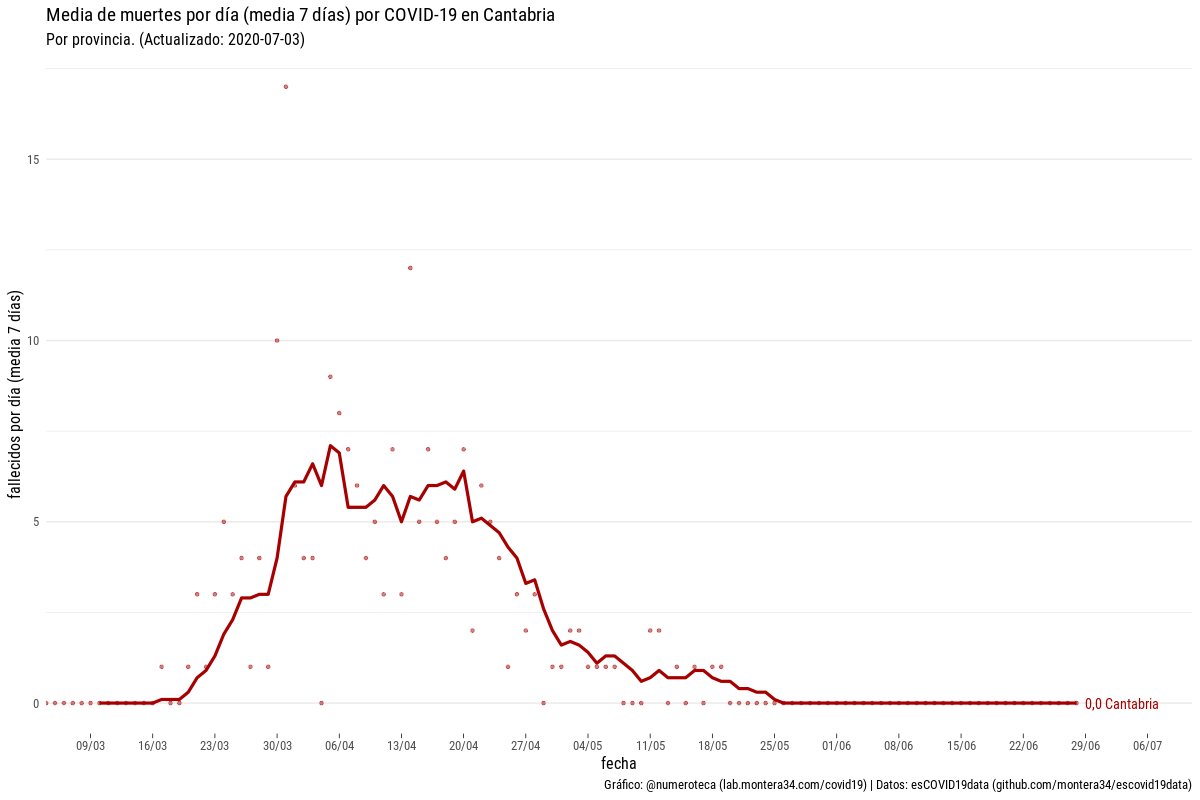 Media de muertes por día (media 7 días) por COVID-19 en Cantabria
Por provincia. (Actualizado: 2020-07-03)
fallecidos por día (media 7 días)
15
10
5
0
0,0 Cantabria
09/03 16/03 23/03 30/03 06/04 13/04 20/04 27/04 04/05 11/05 18/05 25/05 01/06 08/06 15/06 22/06 29/06 06/07
fecha
Gráfico: @numeroteca (lab.montera34.com/covid19) | Datos: esCOVID19data (github.com/montera34/escovid19data)